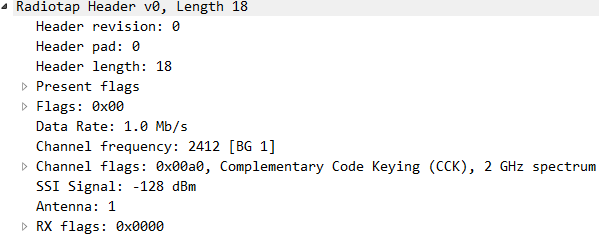 Radiotap Header v0, Length 18
Header revision: 0
Header pad: 0
Header length: 18
Present flags
Flags: 0x00
Data Rate: 1.0 Mb/s
Channel frequency: 2412 [BG 1]
Channel flags: 0x00a0, Complementary Code Keying (CCK), 2 GHz spectrum
SSI Signal: -128 dBm
Antenna: 1
RX flags: 0x0000